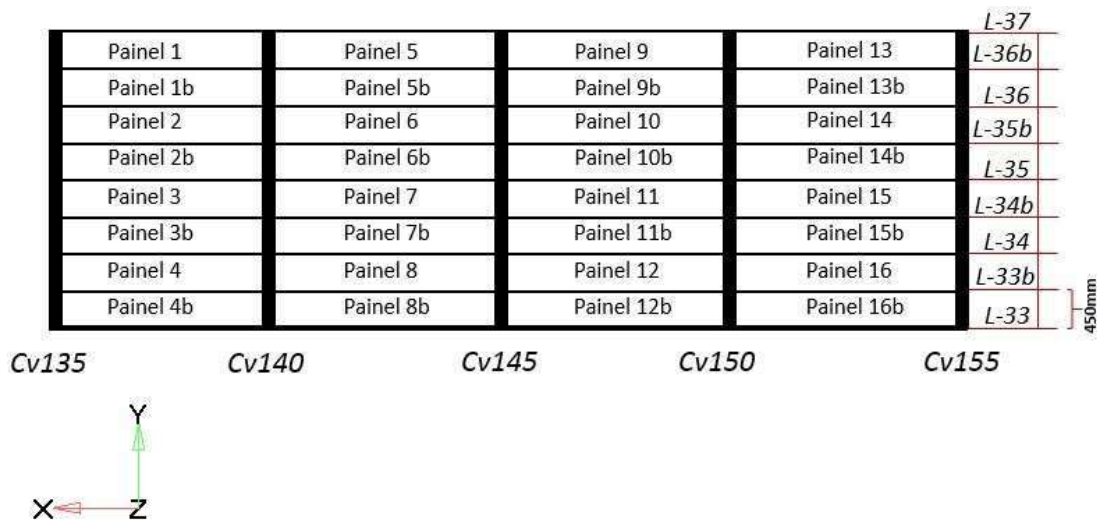 L-37
Painel 1 Painel 5 Painel 9 Painel 13 L-36b
Painel 1b Painel 5b Painel 9b Painel 13b L-36
Painel 2 Painel 6 Painel 10 Painel 14 L-35b
Painel 2b Painel 6b Painel 10b Painel 14b L-35
Painel 3 Painel 7 Painel 11 Painel 15 L-34b
Painel 3b Painel 7b Painel 11b Painel 15b L-34
Painel 4 Painel 8 Painel 12 Painel 16 L-33b
Painel 4b Painel 8b Painel 12b Painel 16b L-33
450mm
Cv135 Cv140 Cv145 Cv150 Cv155
Y
X Z